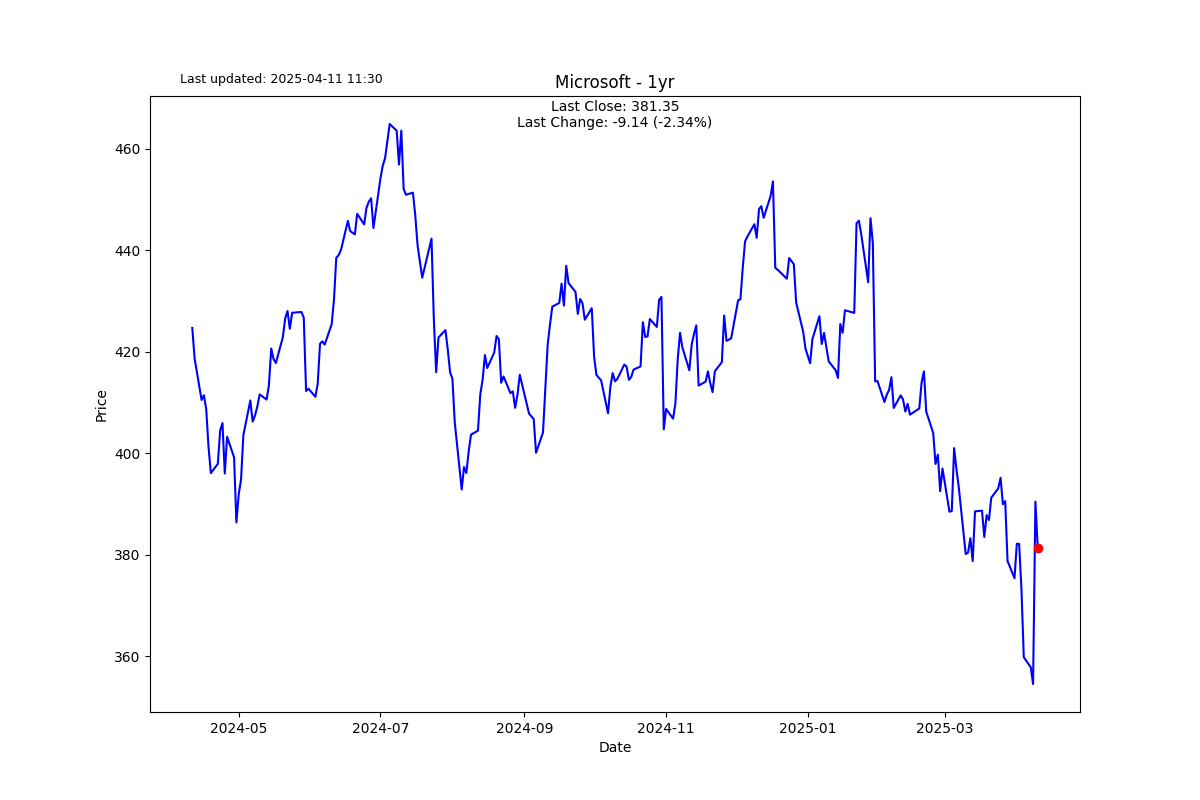 Last updated: 2025-04-11 11:30
Microsoft - 1yr
Last Close: 381.35
Last Change: -9.14 (-2.34%)
460
440
420
400
380
360
Price
2024-05
2024-07
2024-09
2024-11
2025-01
2025-03
Date